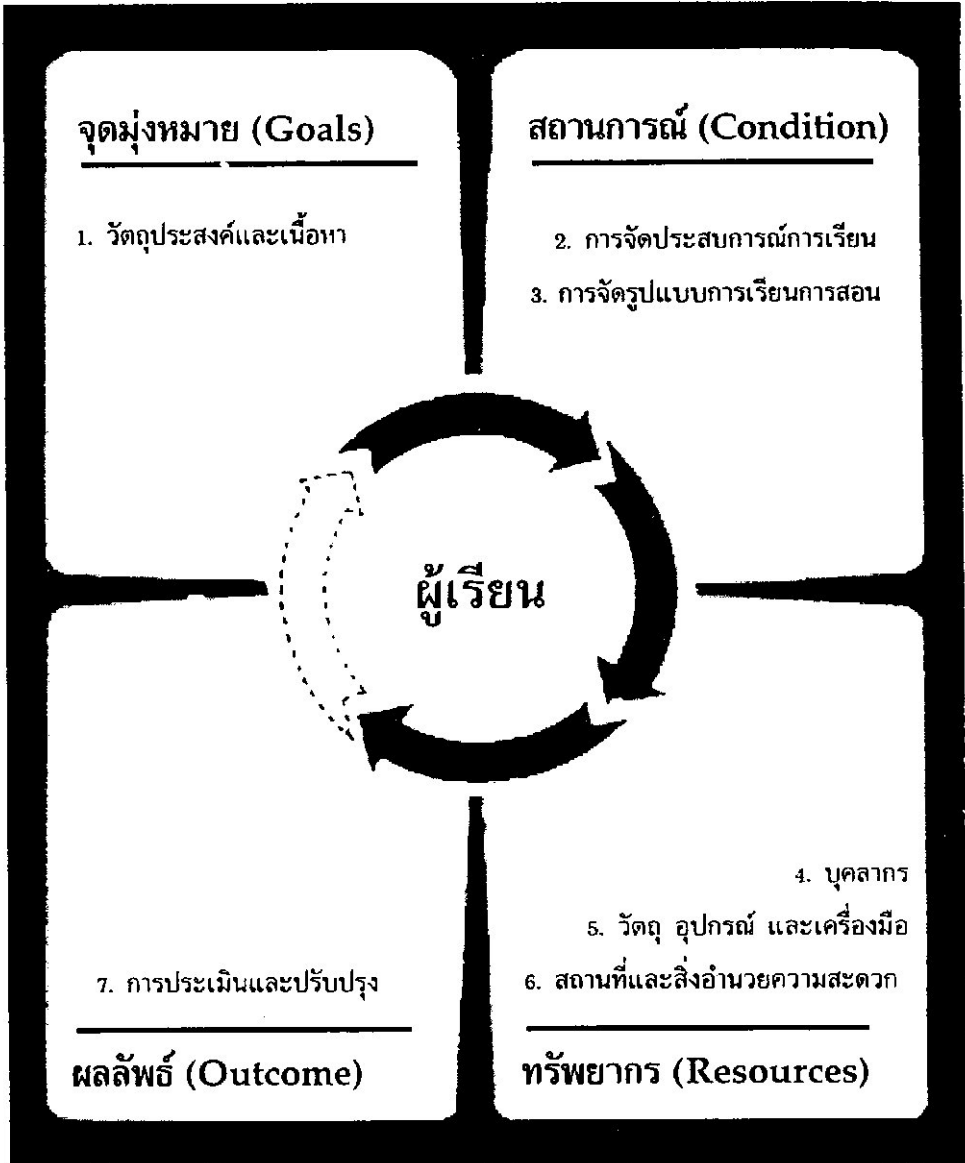 จุดมุ่งหมาย (Goals)
1. วัตถุประสงค์และเนื้อหา
สถานการณ์ (Condition)
2. การจัดประสบการณ์การเรียน
3. การจัดรูปแบบการเรียนการสอน
ผู้เรียน
4. บุคลากร
5. วัตถุ อุปกรณ์ และเครื่องมือ
6. สถานที่และสิ่งอำนวยความสะดวก
ทรัพยากร (Resources)
7. การประเมินและปรับปรุง
ผลลัพธ์ (Outcome)